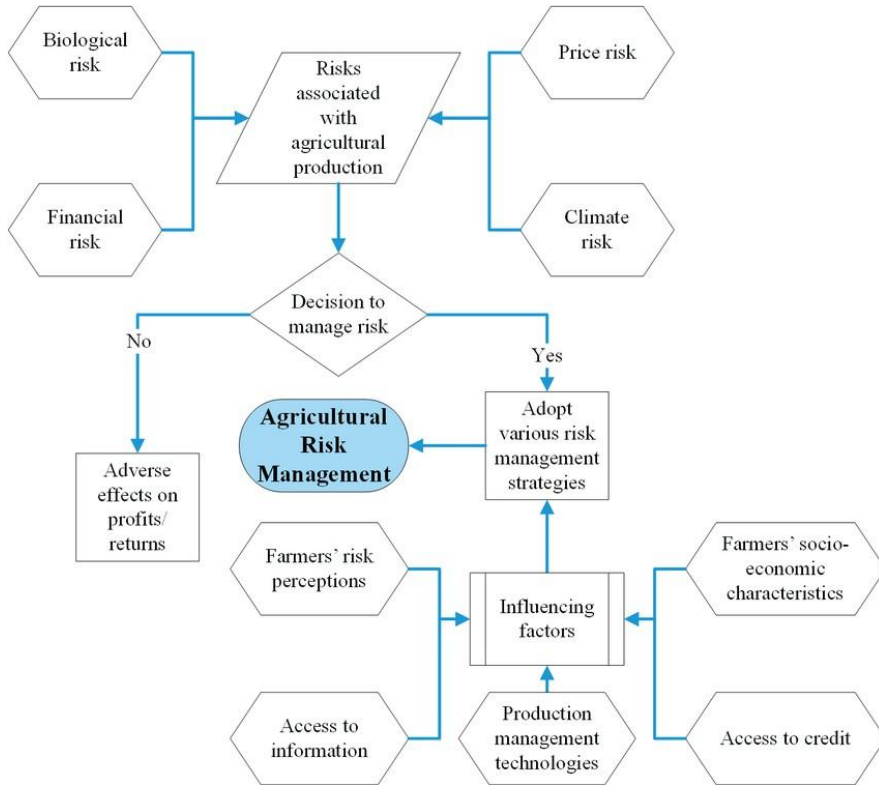 Biological
risk
Risks
associated
with
agricultural
production
Price risk
Financial
risk
Climate
risk
Decision to
manage risk
No
Yes
Agricultural
Risk
Management
Adopt
various risk
management
strategies
Adverse
effects on
profits/
returns
Farmers’ risk
perceptions
Influencing
factors
Farmers’ socio-
economic
characteristics
Access to
information
Production
management
technologies
Access to credit